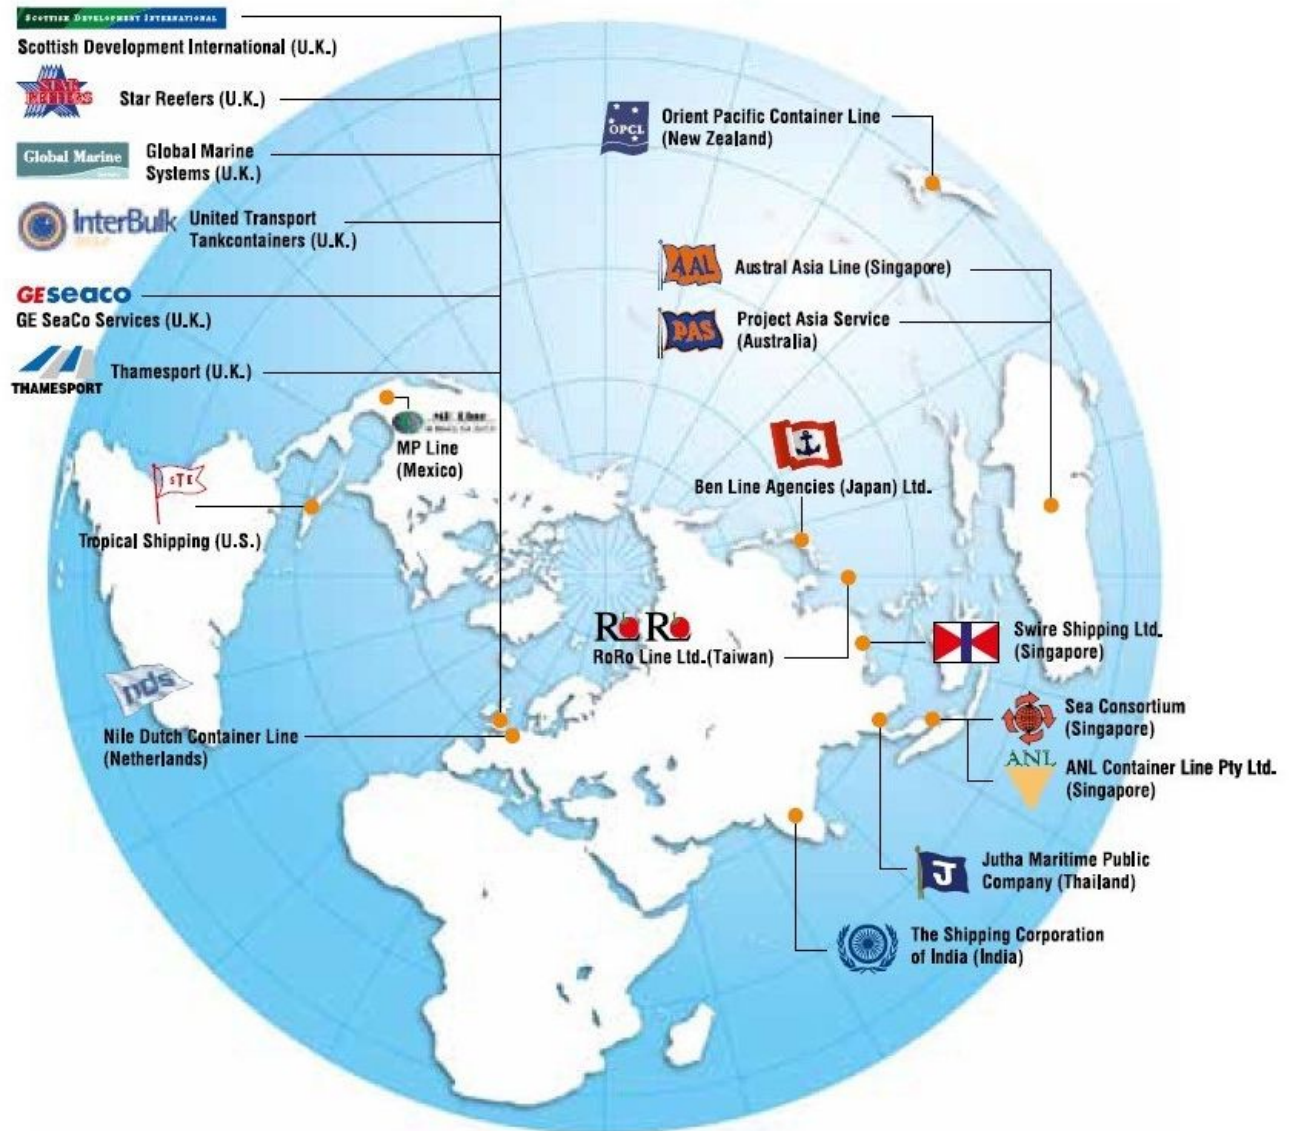 SCOTTISH DEVELOPMENT INTERNATIONAL
Scottish Development International (U.K.)
STAR
REEFERS
Star Reefers (U.K.)
Global Marine
Global Marine
Systems (U.K.)
InterBulk
United Transport
Tankcontainers (U.K.)
GEseaco
GE SeaCo Services (U.K.)
THAMESPORT
Thamesport (U.K.)
OPCL
Orient Pacific Container Line
(New Zealand)
AAL
Austral Asia Line (Singapore)
PAS
Project Asia Service
(Australia)
MP Line
(Mexico)
Ben Line Agencies (Japan) Ltd.
STE
Tropical Shipping (U.S.)
RoRo
RoRo Line Ltd.(Taiwan)
Swire Shipping Ltd.
(Singapore)
nds
Nile Dutch Container Line
(Netherlands)
Sea Consortium
(Singapore)
ANL
ANL Container Line Pty Ltd.
(Singapore)
J
Jutha Maritime Public
Company (Thailand)
The Shipping Corporation
of India (India)